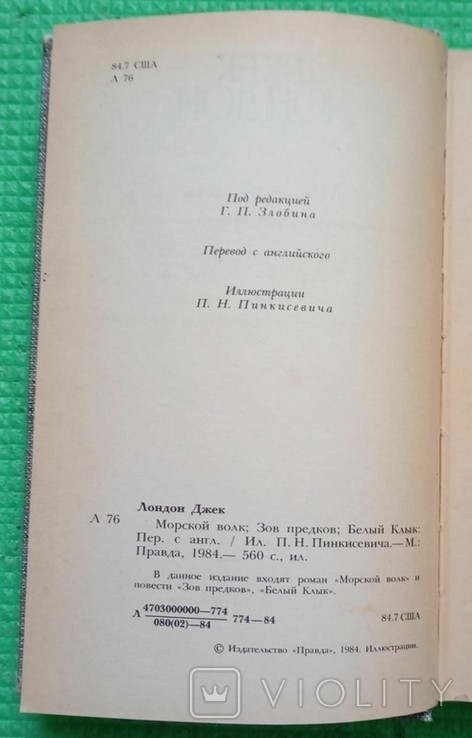 84.7 США
Л 76
Под редакцией
Г. П. Злобина
Перевод с английского
Иллюстрации
П. Н. Пинкисевича
Лондон Джек
Л 76
Морской волк; Зов предков; Белый Клык:
Пер. с англ. / Ил. П. Н. Пинкисевича.— М.:
Правда, 1984.— 560 с., ил.
В данное издание входят роман «Морской волк» и
повести «Зов предков», «Белый Клык».
Л 4703000000—774
080(02)—84 774—84
84.7 США
© Издательство «Правда», 1984. Иллюстрации.
VIOLITY